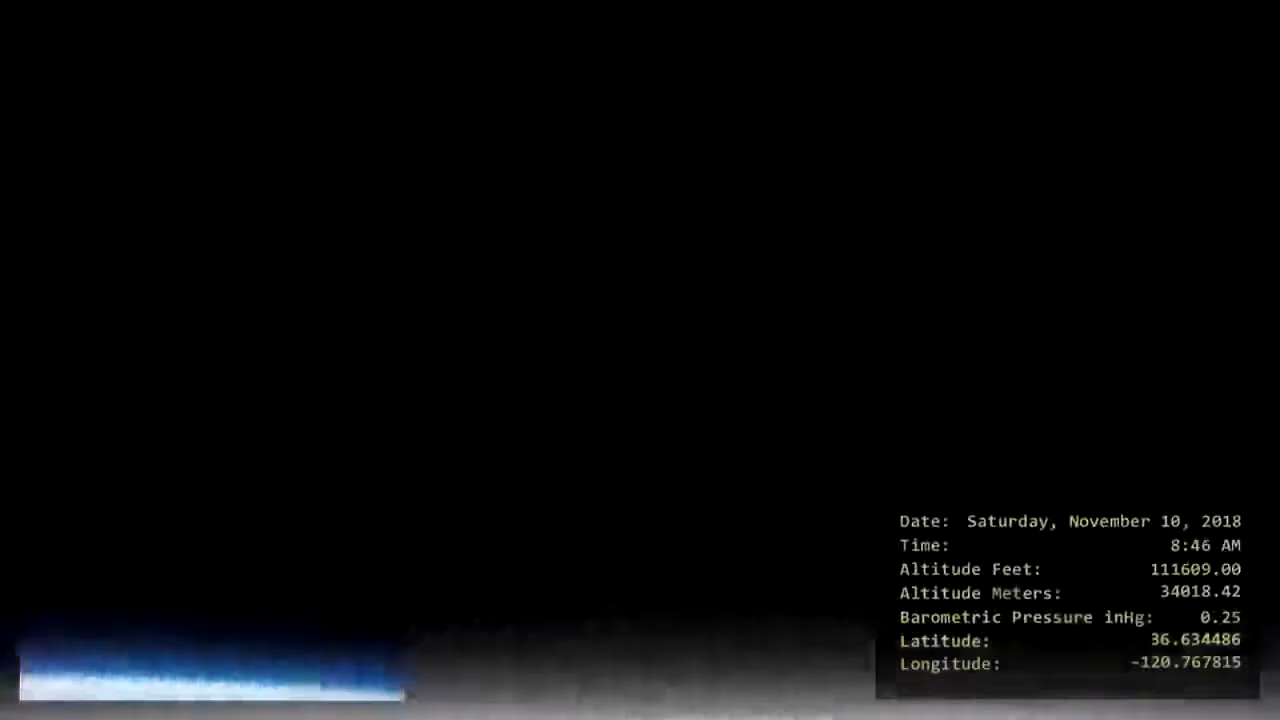 Date: Saturday, November 10, 2018
Time: 8:46 AM
Altitude Feet: 111609.00
Altitude Meters: 34018.42
Barometric Pressure inHg: 0.25
Latitude: 36.634486
Longitude: -120.767815